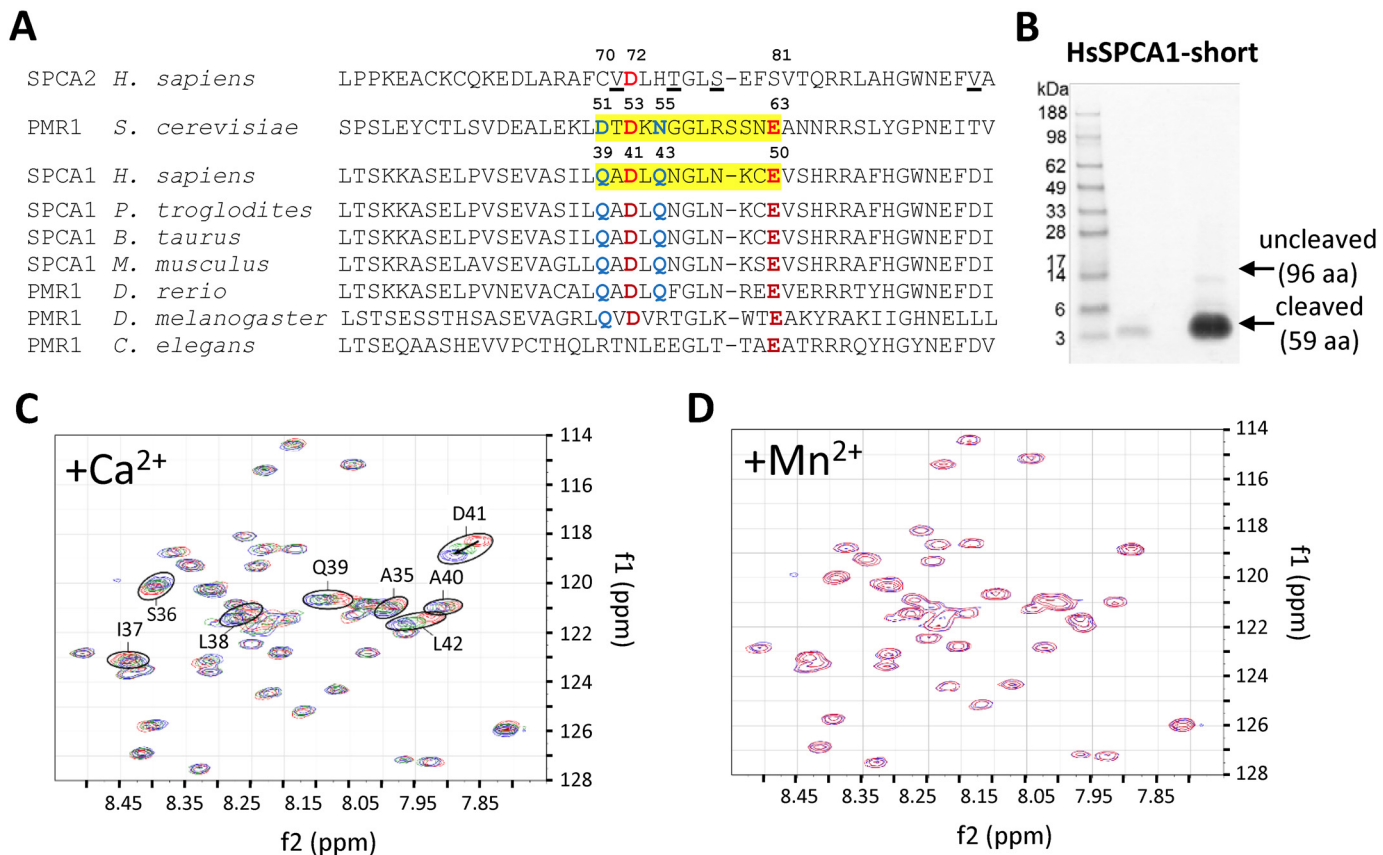 A
70 72 81
SPCA2 H. sapiens LPPKEACKCQKEDLARAFCVDLHTGLS-EFSVTQRRLAHGWNEFVA
51 53 55 63
PMR1 S. cerevisiae SPSLEYCTLSVDEALEKLDTDKNGGLRSSNEANNRRSLYGPNEITV
39 41 43 50
SPCA1 H. sapiens LTSKKASELPVSEVASILQADLQNGLN-KCEVSHRRAFHGWNEFDI
SPCA1 P. troglodites LTSKKASELPVSEVASILQADLQNGLN-KCEVSHRRAFHGWNEFDI
SPCA1 B. taurus LTSKKASELPVSEVASILQADLQNGLN-KCEVSHRRAFHGWNEFDI
SPCA1 M. musculus LTSKKASELAVSEVAGLLQADLQNGLN-KSEVSHRRAFHGWNEFDI
PMR1 D. rerio LTSKKASELPVNEVACALQADLQFGLN-REEVERRRTYHGWNEFDI
PMR1 D. melanogaster LSTSESSTHSASEVAGRLQVDVRTGLK-WTEAKYRAKIIGHNELLL
PMR1 C. elegans LTSEQAASHEVVPCTHQLRTNLEEGLT-TAEATRRRQYHGYNEFDV
B
HsSPCA1-short
kDa
188
98
62
49
33
28
17
14
6
3
uncleaved
(96 aa)
cleaved
(59 aa)
C
+Ca2+
D41
Q39
A35
A40
S36
I37
L38
L42
114
116
118
120
122
124
126
128
f1 (ppm)
8.45 8.35 8.25 8.15 8.05 7.95 7.85
f2 (ppm)
D
+Mn2+
114
116
118
120
122
124
126
128
f1 (ppm)
8.45 8.35 8.25 8.15 8.05 7.95 7.85
f2 (ppm)